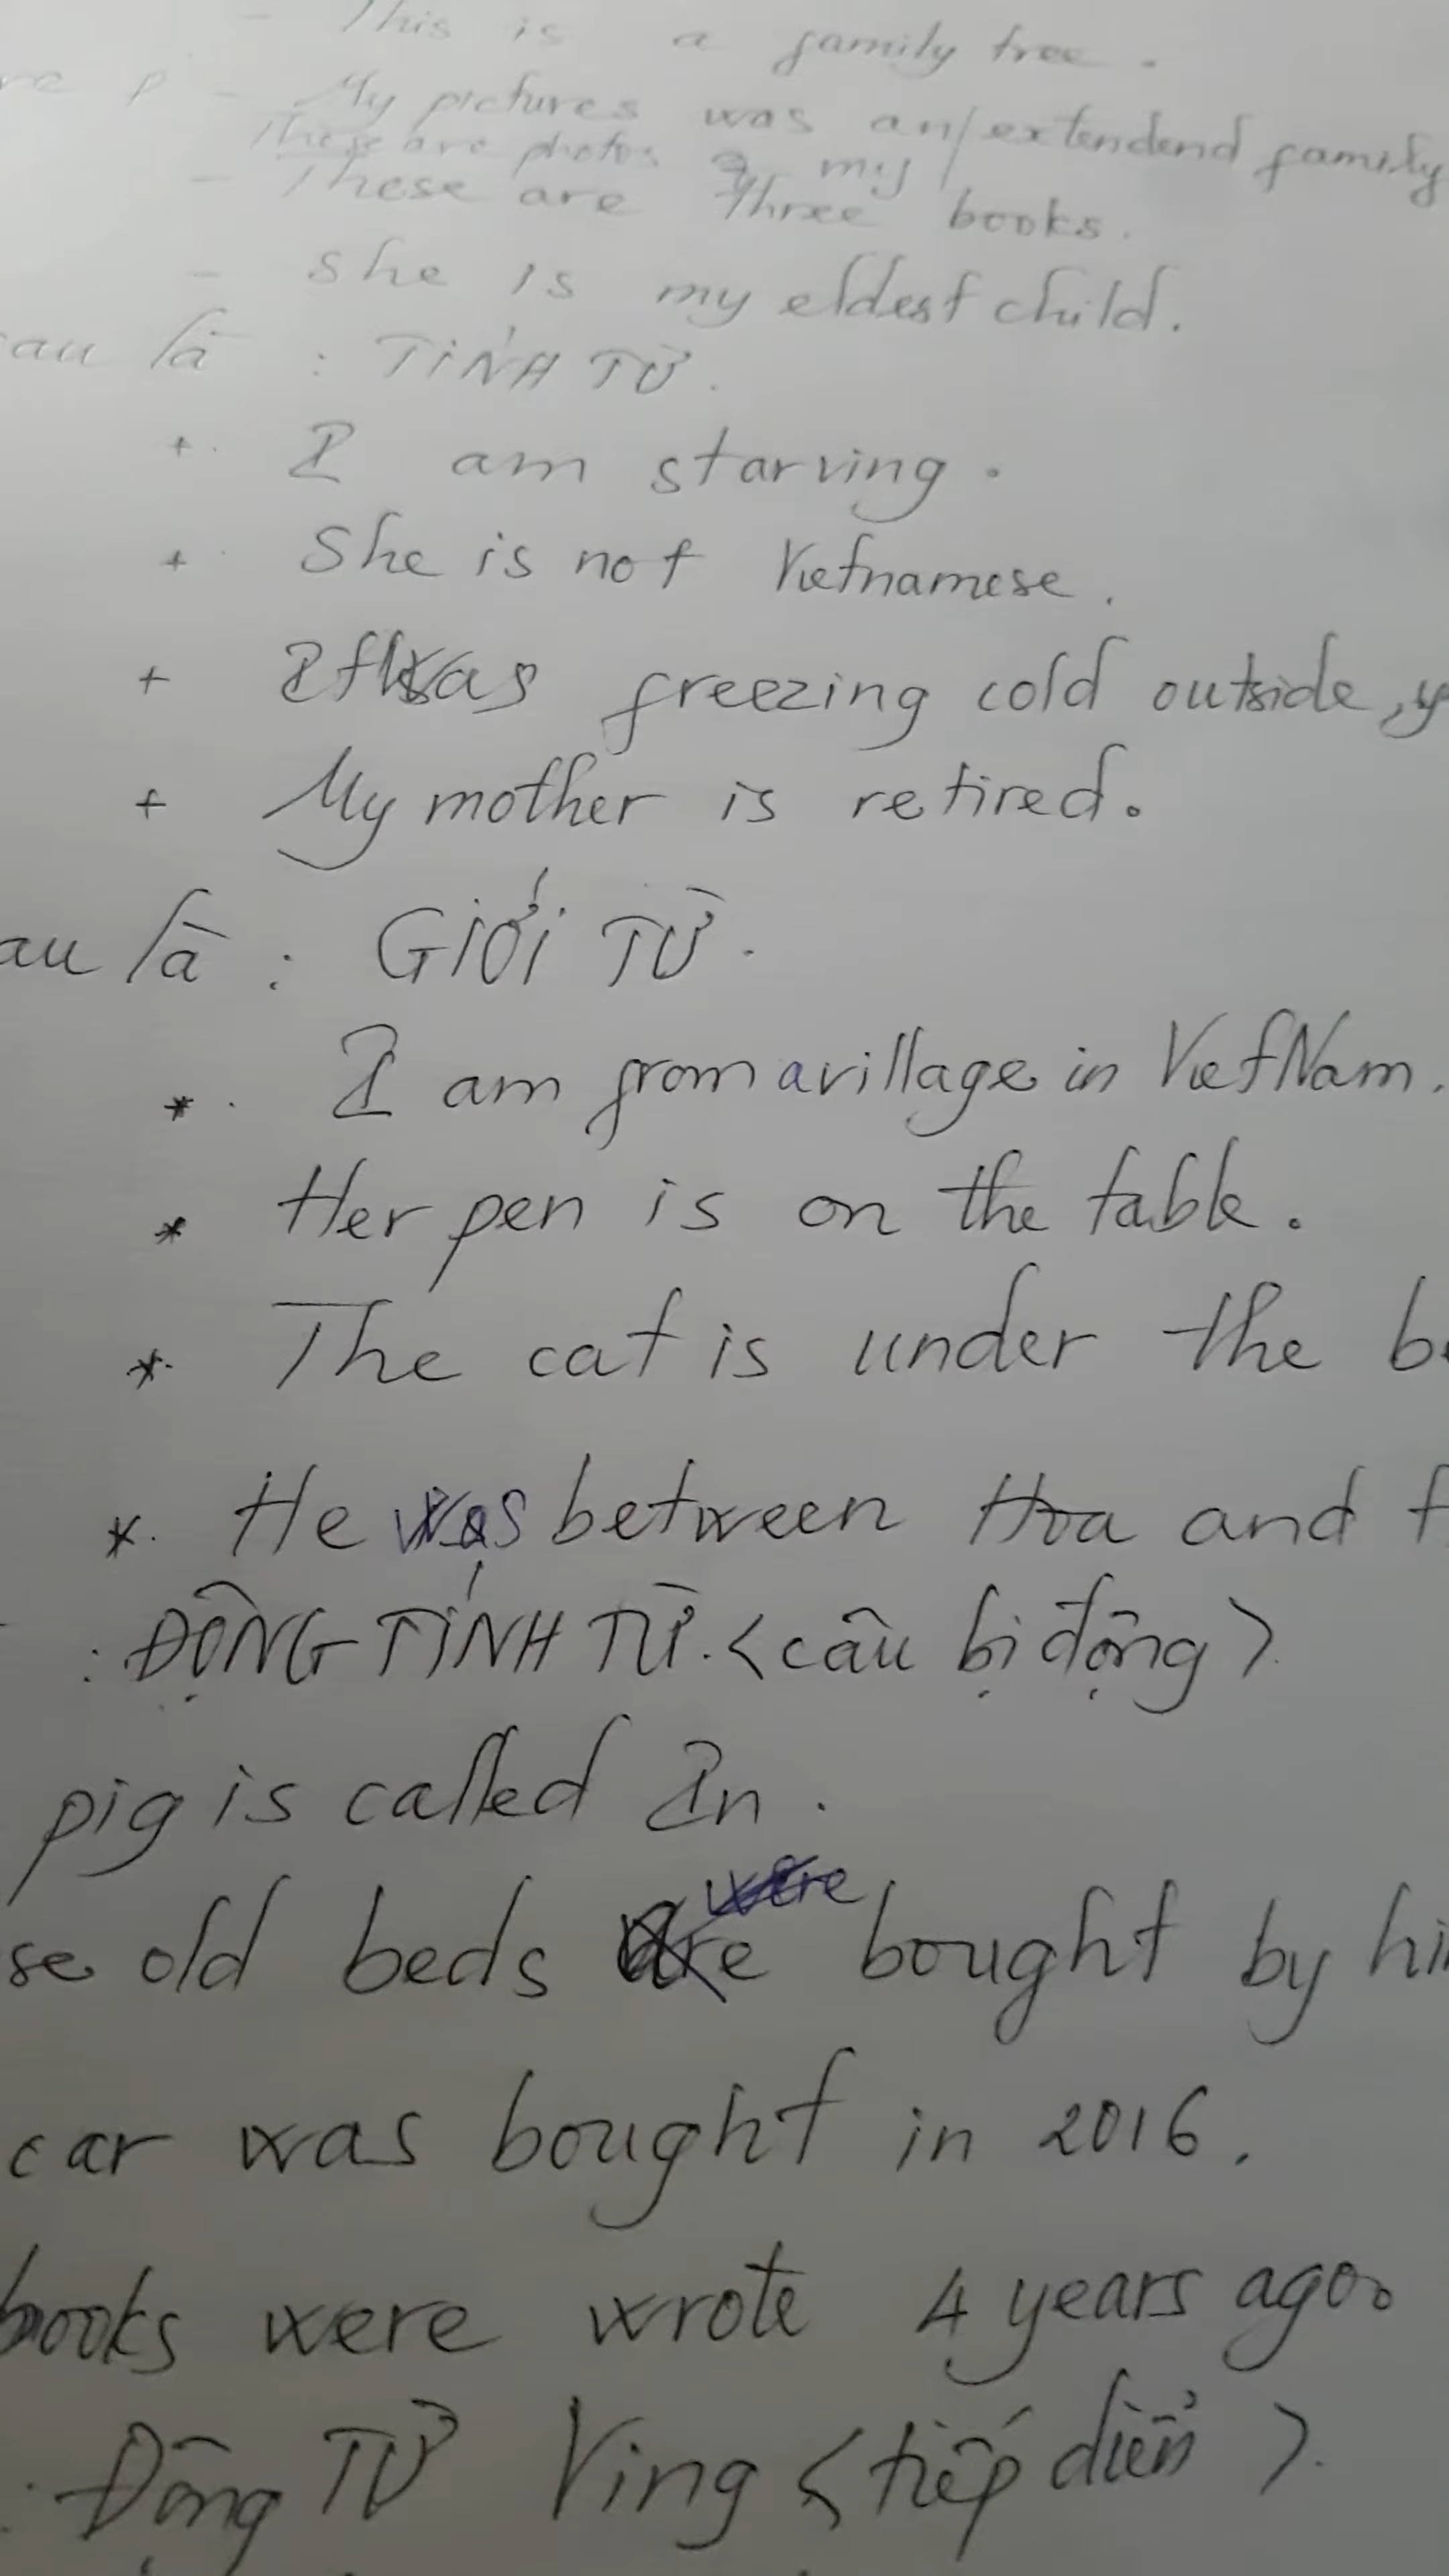 - This is a family tree.
- My pictures was an/extendend family
These are photos of my
- These are three books.
- she is my eldest child.
là : TÍNH TỪ.
+ I am starving.
+ She is not Vietnamese.
+ It was freezing cold outside,
+ My mother is retired.
là : GIỚI TỪ.
* I am from a village in Viet Nam.
* Her pen is on the table.
* The cat is under the
* He was between Hoa and
: ĐỘNG TÍNH TỪ. <câu bị động>
pig is called In.
were
old beds are bought by
car was bought in 2016.
books were wrote 4 years ago.
: Động TỪ Ving <tiếp diễn>.